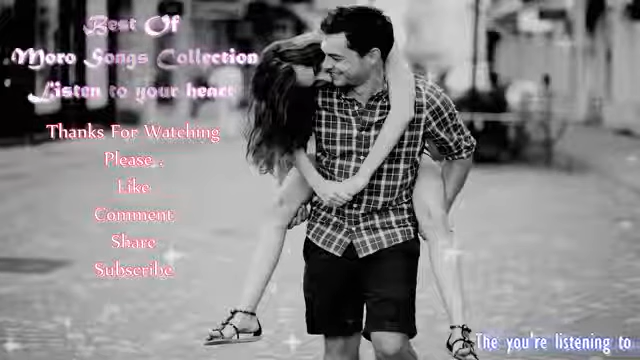 Best Of
Moro Songs Collection
Listen to your heart
Thanks For Watching
Please :
Like
Comment
Share
Subscribe
The you're listening to